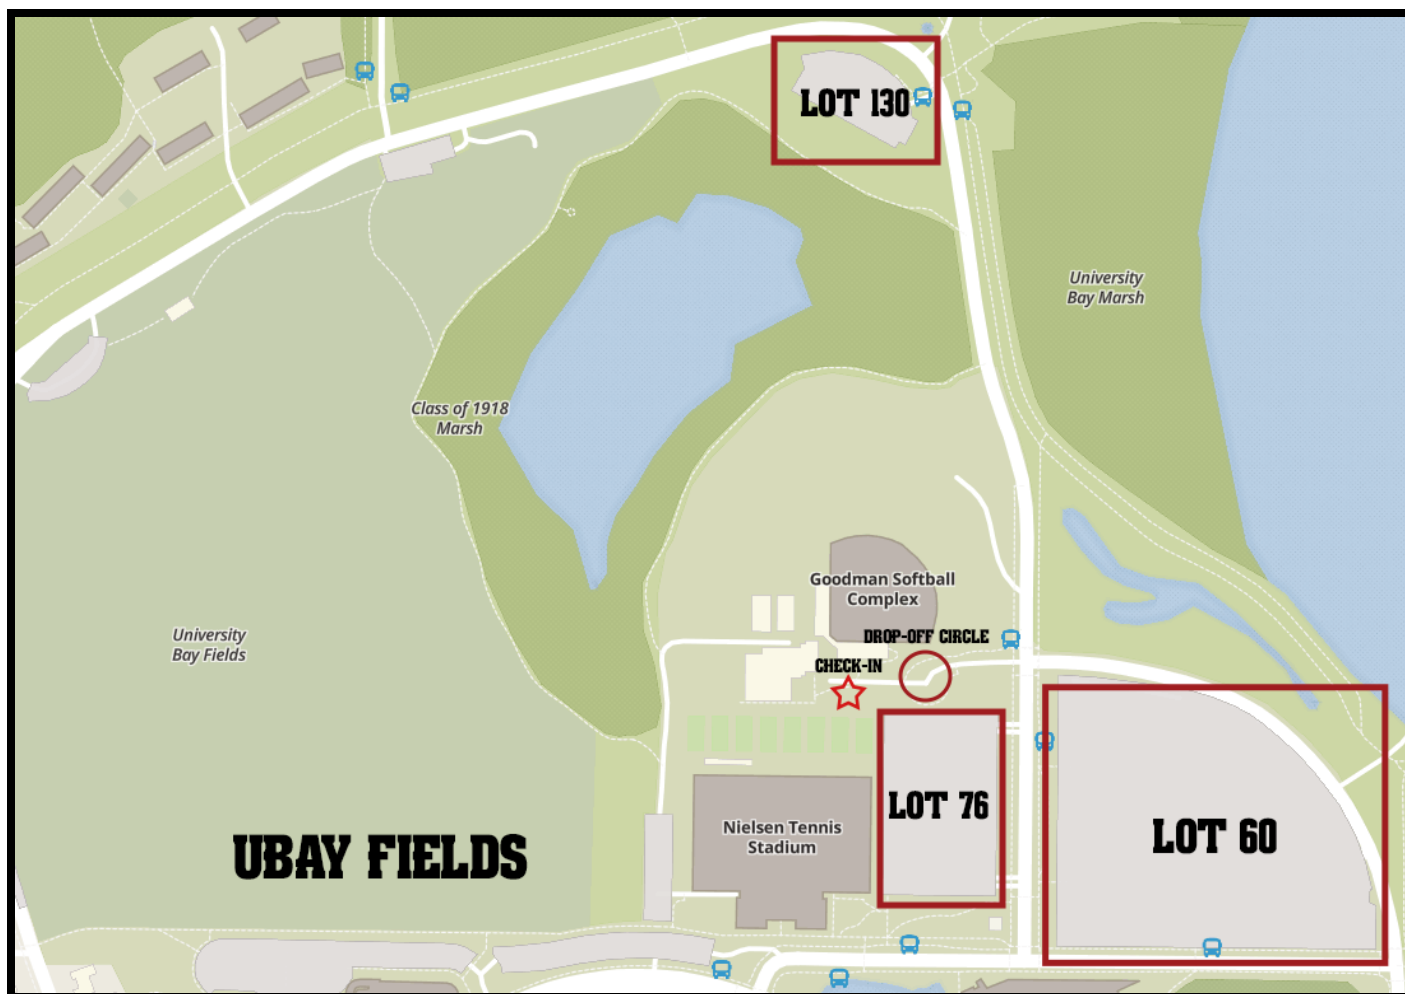 LOT 130
University
Bay Marsh
Class of 1918
Marsh
Goodman Softball
Complex
University
Bay Fields
DROP-OFF CIRCLE
CHECK-IN
LOT 76
Nielsen Tennis
Stadium
LOT 60
UBAY FIELDS